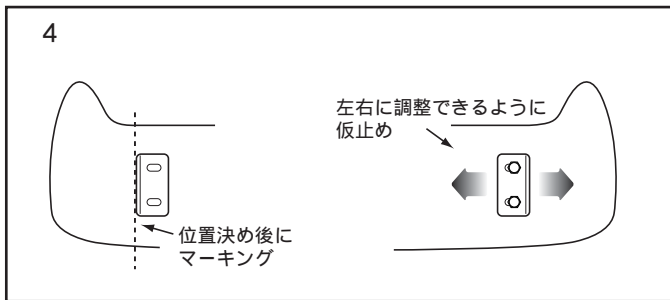 4
左右に調整できるように
仮止め
位置決め後に
マーキング